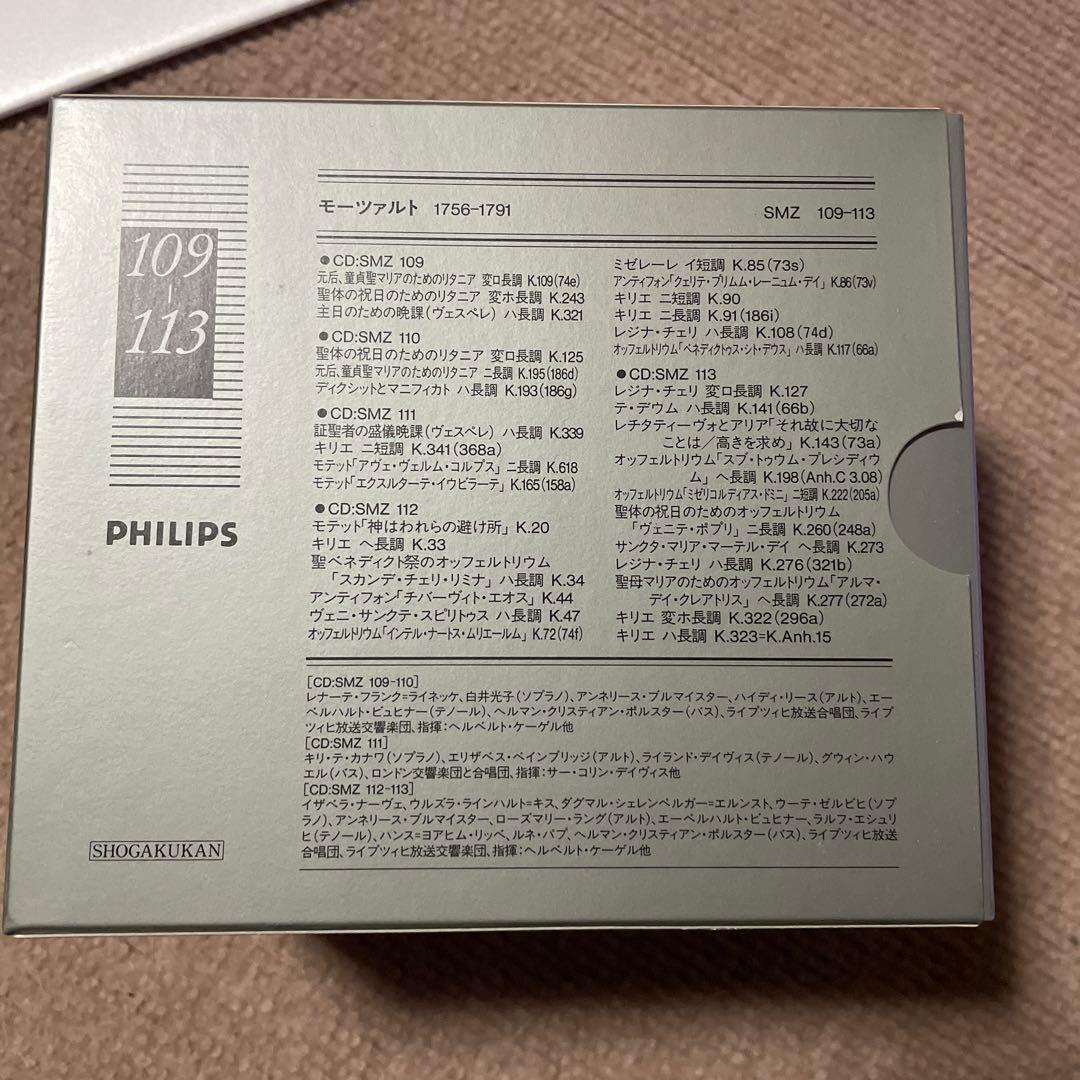 109
-
113
PHILIPS
SHOGAKUKAN
モーツァルト 1756-1791
SMZ 109-113
●CD:SMZ 109
元后、童貞聖マリアのためのリタニア 変ロ長調 K.109(74e)
聖体の祝日のためのリタニア 変ホ長調 K.243
主日のための晩課(ヴェスペレ) ハ長調 K.321
●CD:SMZ 110
聖体の祝日のためのリタニア 変ロ長調 K.125
元后、童貞聖マリアのためのリタニア ニ長調 K.195(186d)
ディクシットとマニフィカト ハ長調 K.193(186g)
●CD:SMZ 111
証聖者の盛儀晩課(ヴェスペレ) ハ長調 K.339
キリエ ニ短調 K.341(368a)
モテット「アヴェ・ヴェルム・コルプス」 ニ長調 K.618
モテット「エクスルターテ・イウビラーテ」 K.165(158a)
●CD:SMZ 112
モテット「神はわれらの避け所」 K.20
キリエ ヘ長調 K.33
聖ベネディクト祭のオッフェルトリウム
「スカンデ・チェリ・リミナ」 ハ長調 K.34
アンティフォン「チバーヴィト・エオス」 K.44
ヴェニ・サンクテ・スピリトゥス ハ長調 K.47
オッフェルトリウム「インテル・ナートス・ムリエールム」 K.72(74f)
ミゼレーレ イ短調 K.85(73s)
アンティフォン「クェリテ・プリムム・レーニュム・デイ」 K.86(73v)
キリエ ニ短調 K.90
キリエ ニ長調 K.91(186i)
レジナ・チェリ ハ長調 K.108(74d)
オッフェルトリウム「ベネディクトゥス・シト・デウス」 ハ長調 K.117(66a)
●CD:SMZ 113
レジナ・チェリ 変ロ長調 K.127
テ・デウム ハ長調 K.141(66b)
レチタティーヴォとアリア「それ故に大切な
ことは/高きを求め」 K.143(73a)
オッフェルトリウム「スブ・トゥウム・プレシディウ
ム」 ヘ長調 K.198(Anh.C 3.08)
オッフェルトリウム「ミゼリコルディアス・ドミニ」 ニ短調 K.222(205a)
聖体の祝日のためのオッフェルトリウム
「ヴェニテ・ポプリ」 ニ長調 K.260(248a)
サンクタ・マリア・マーテル・デイ ヘ長調 K.273
レジナ・チェリ ハ長調 K.276(321b)
聖母マリアのためのオッフェルトリウム「アルマ・
デイ・クレアトリス」 ヘ長調 K.277(272a)
キリエ 変ホ長調 K.322(296a)
キリエ ハ長調 K.323=K.Anh.15
[CD:SMZ 109-110]
レナーテ・フランク=ライネッケ、白井光子(ソプラノ)、アンネリース・ブルマイスター、ハイディ・リース(アルト)、エー
ベルハルト・ビュヒナー(テノール)、ヘルマン・クリスティアン・ポルスター(バス)、ライプツィヒ放送合唱団、ライプ
ツィヒ放送交響楽団、指揮:ヘルベルト・ケーゲル他
[CD:SMZ 111]
キリ・テ・カナワ(ソプラノ)、エリザベス・ベインブリッジ(アルト)、ライランド・デイヴィス(テノール)、グウィン・ハウ
エル(バス)、ロンドン交響楽団と合唱団、指揮:サー・コリン・デイヴィス他
[CD:SMZ 112-113]
イザベラ・ナーヴェ、ウルズラ・ラインハルト=キス、ダグマル・シェレンベルガー=エルンスト、ウーテ・ゼルビヒ(ソプ
ラノ)、アンネリース・ブルマイスター、ローズマリー・ラング(アルト)、エーベルハルト・ビュヒナー、ラルフ・エシュリ
ヒ(テノール)、ハンス=ヨアヒム・リッベ、ルネ・パプ、ヘルマン・クリスティアン・ポルスター(バス)、ライプツィヒ放送
合唱団、ライプツィヒ放送交響楽団、指揮:ヘルベルト・ケーゲル他